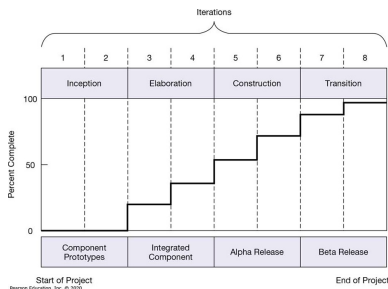 Iterations
1 2 3 4 5 6 7 8
Inception Elaboration Construction Transition
100
50
0
Percent Complete
Component Prototypes
Integrated Component
Alpha Release
Beta Release
Start of Project End of Project
Pearson Education, Inc. © 2020